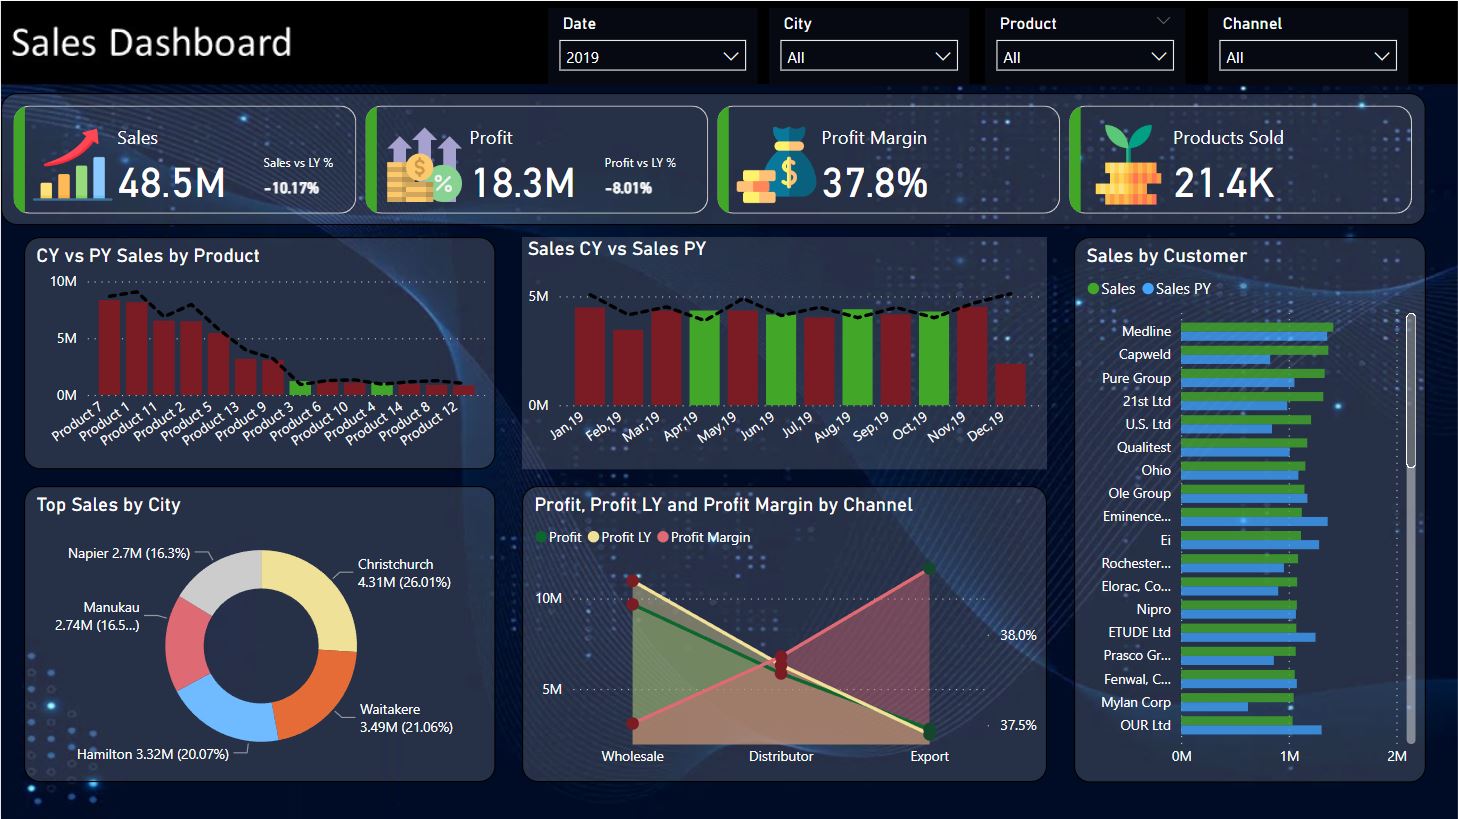 Sales Dashboard
Date
2019
City
All
Product
All
Channel
All
Sales
48.5M
Sales vs LY %
-10.17%
Profit
18.3M
Profit vs LY %
-8.01%
Profit Margin
37.8%
Products Sold
21.4K
CY vs PY Sales by Product
10M
5M
0M
Product 7
Product 1
Product 11
Product 2
Product 5
Product 13
Product 9
Product 3
Product 6
Product 10
Product 4
Product 14
Product 8
Product 12
Sales CY vs Sales PY
5M
0M
Jan,19
Feb,19
Mar,19
Apr,19
May,19
Jun,19
Jul,19
Aug,19
Sep,19
Oct,19
Nov,19
Dec,19
Sales by Customer
Sales
Sales PY
Medline
Capweld
Pure Group
21st Ltd
U.S. Ltd
Qualitest
Ohio
Ole Group
Eminence...
Ei
Rochester...
Elorac, Co...
Nipro
ETUDE Ltd
Prasco Gr...
Fenwal, C...
Mylan Corp
OUR Ltd
0M
1M
2M
Top Sales by City
Napier 2.7M (16.3%)
Christchurch
4.31M (26.01%)
Manukau
2.74M (16.5...)
Waitakere
3.49M (21.06%)
Hamilton 3.32M (20.07%)
Profit, Profit LY and Profit Margin by Channel
Profit
Profit LY
Profit Margin
10M
5M
38.0%
37.5%
Wholesale
Distributor
Export